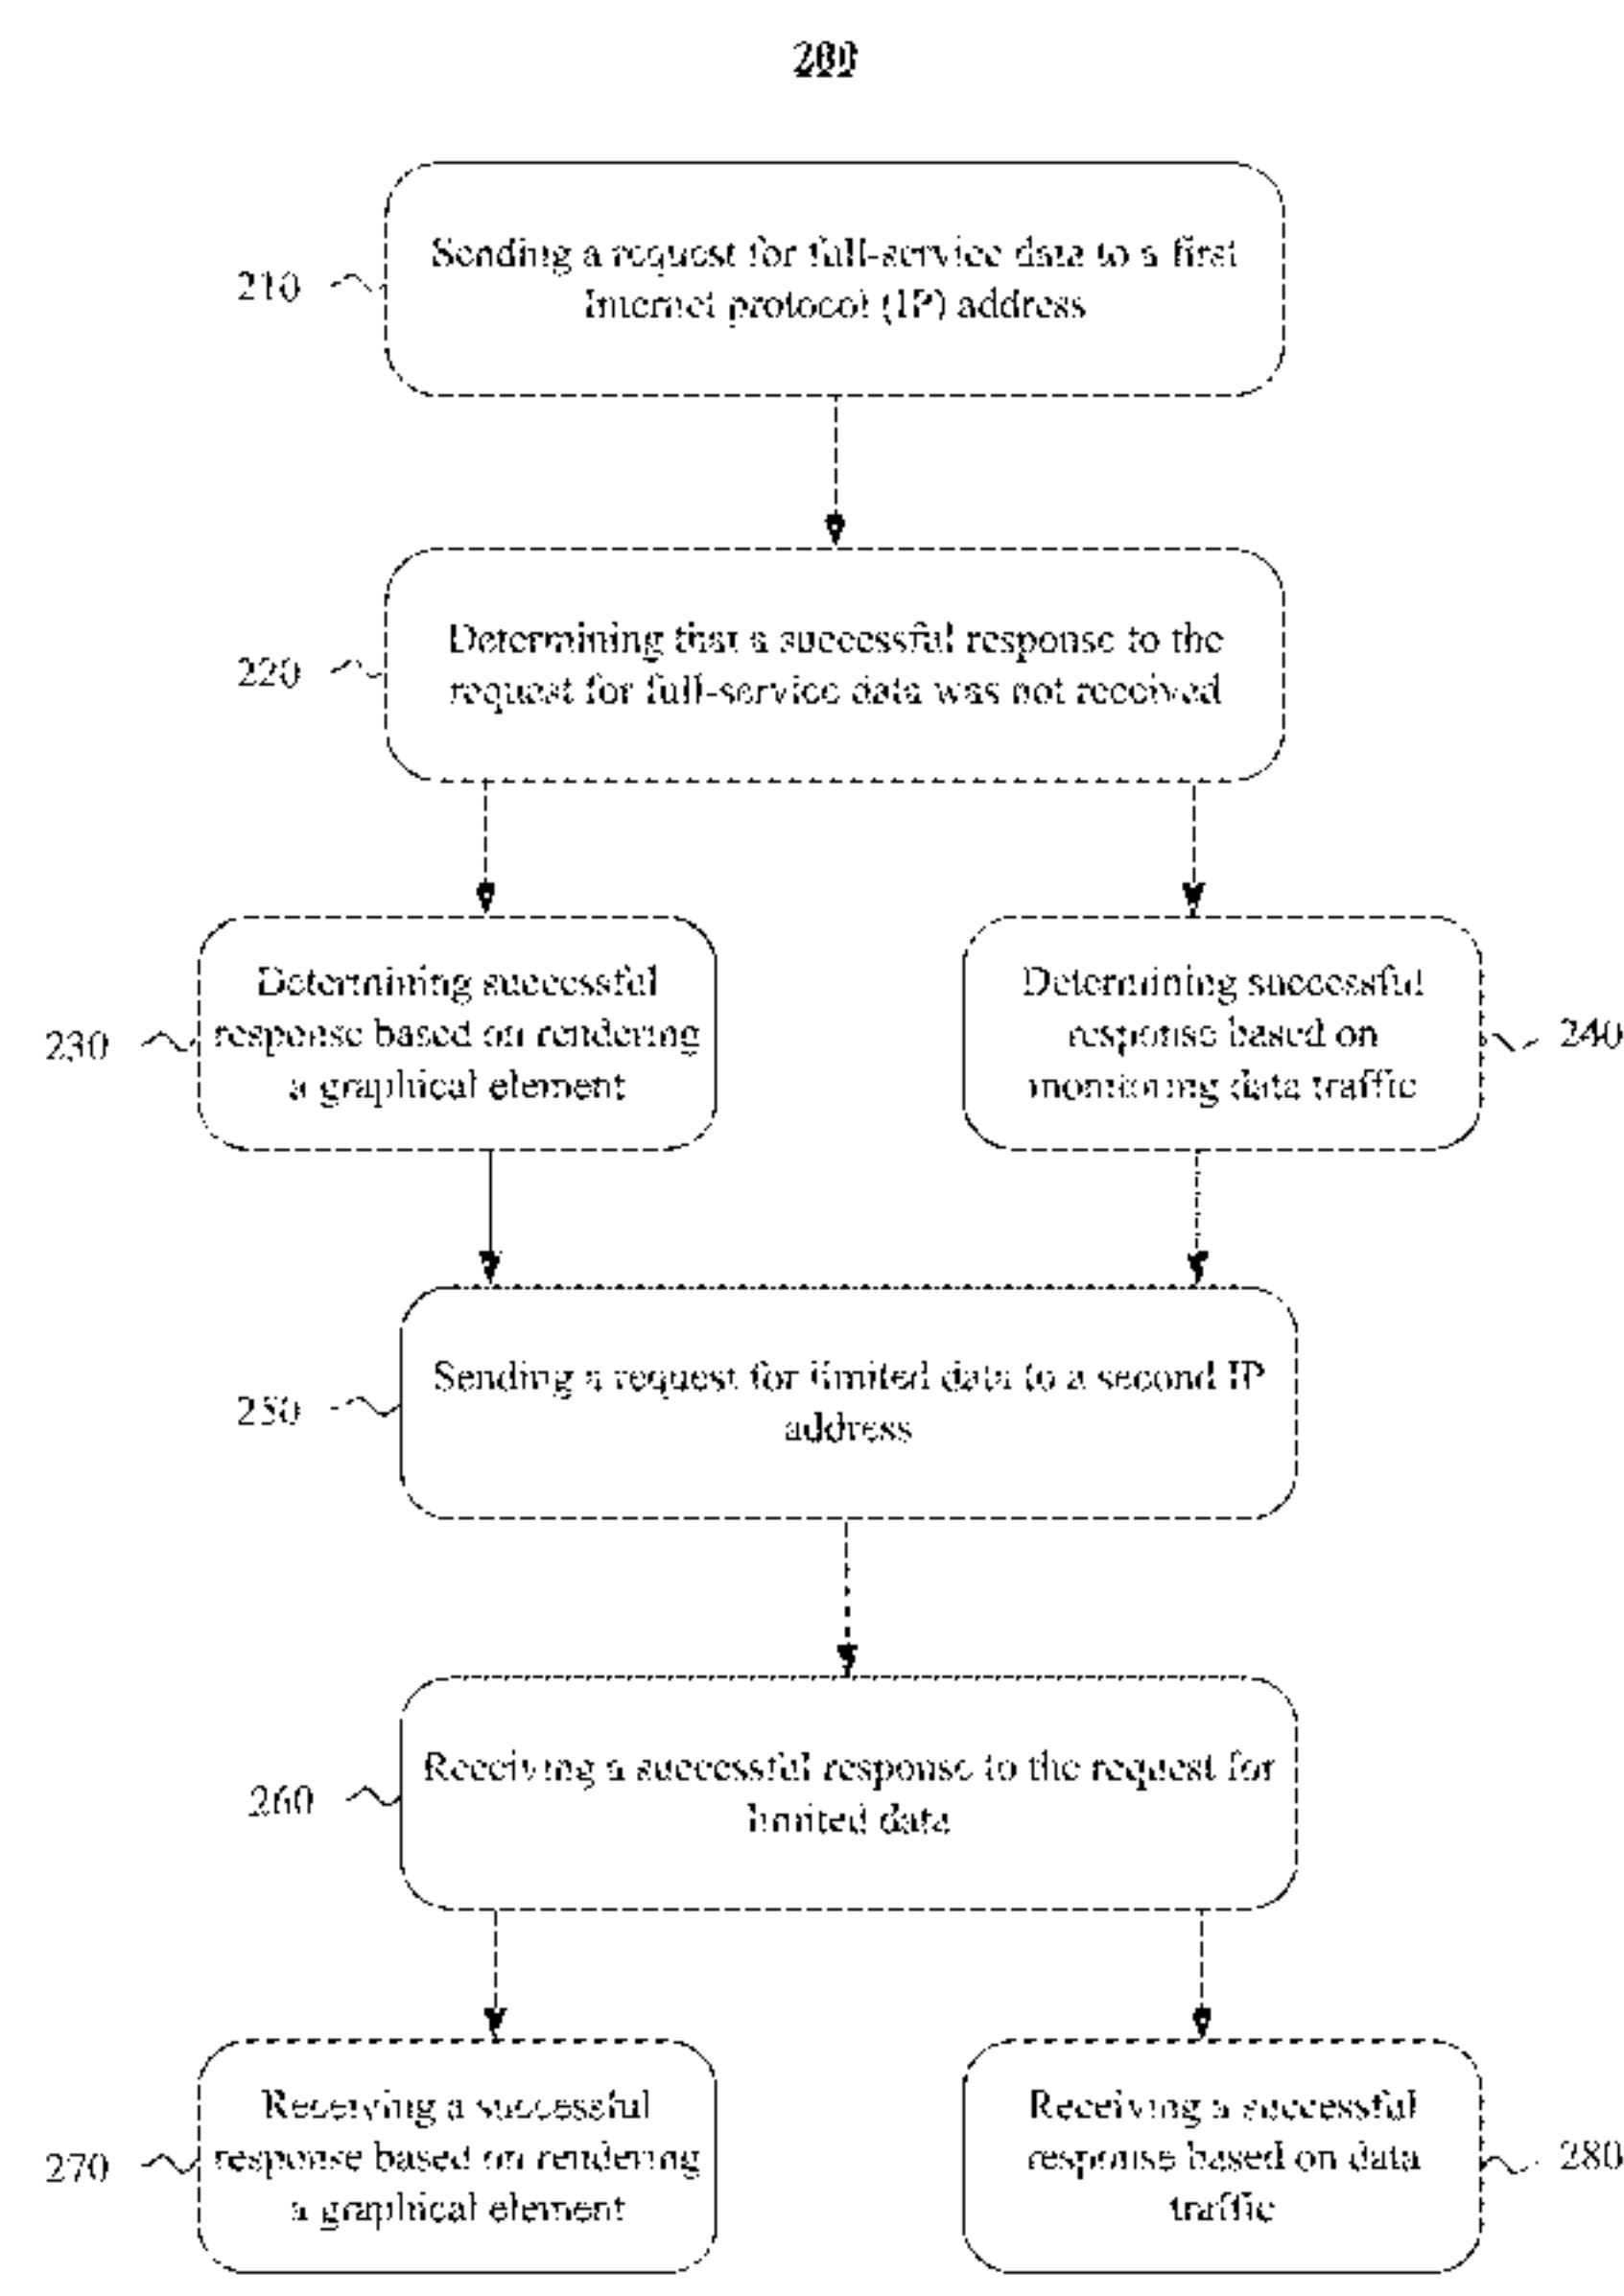 200
Sending a request for full-service data to a first
Internet protocol (IP) address
210
Determining that a successful response to the
request for full-service data was not received
220
Determining successful
response based on rendering
a graphical element
230
Determining successful
response based on
monitoring data traffic
240
Sending a request for limited data to a second IP
address
250
Receiving a successful response to the request for
limited data
260
Receiving a successful
response based on rendering
a graphical element
270
Receiving a successful
response based on data
traffic
280